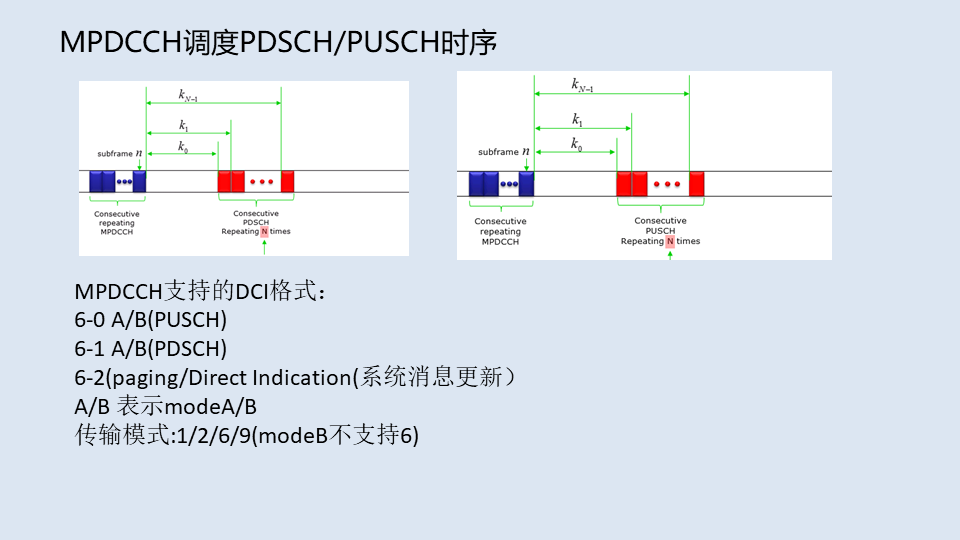 MPDCCH调度PDSCH/PUSCH时序
k_{N-1}
k_1
k_0
subframe n
Consecutive
repeating
MPDCCH
Consecutive
PDSCH
Repeating N times
k_{N-1}
k_1
k_0
subframe n
Consecutive
repeating
MPDCCH
Consecutive
PUSCH
Repeating N times
MPDCCH支持的DCI格式：
6-0 A/B(PUSCH)
6-1 A/B(PDSCH)
6-2(paging/Direct Indication(系统消息更新）
A/B 表示modeA/B
传输模式:1/2/6/9(modeB不支持6)